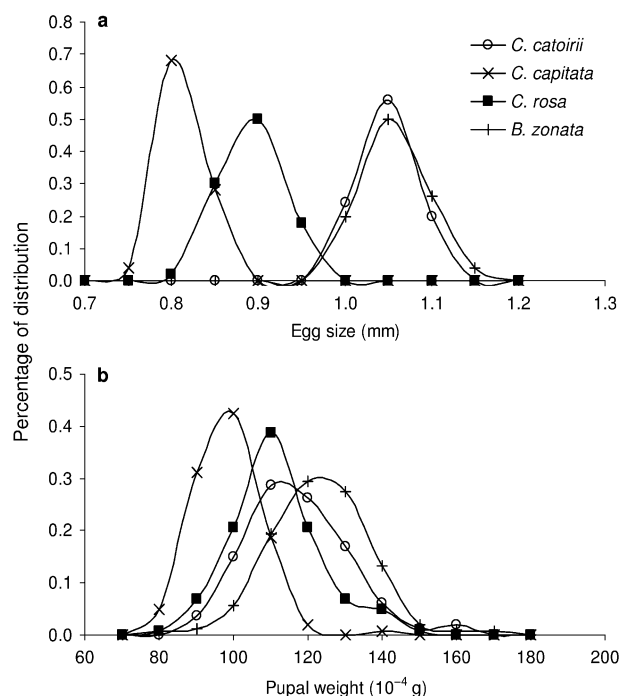 a
0.8
0.7
0.6
0.5
0.4
0.3
0.2
0.1
0.0
0.7 0.8 0.9 1.0 1.1 1.2 1.3
Egg size (mm)
C. catoirii
C. capitata
C. rosa
B. zonata
Percentage of distribution
b
0.5
0.4
0.3
0.2
0.1
0.0
60 80 100 120 140 160 180 200
Pupal weight (10⁻⁴ g)